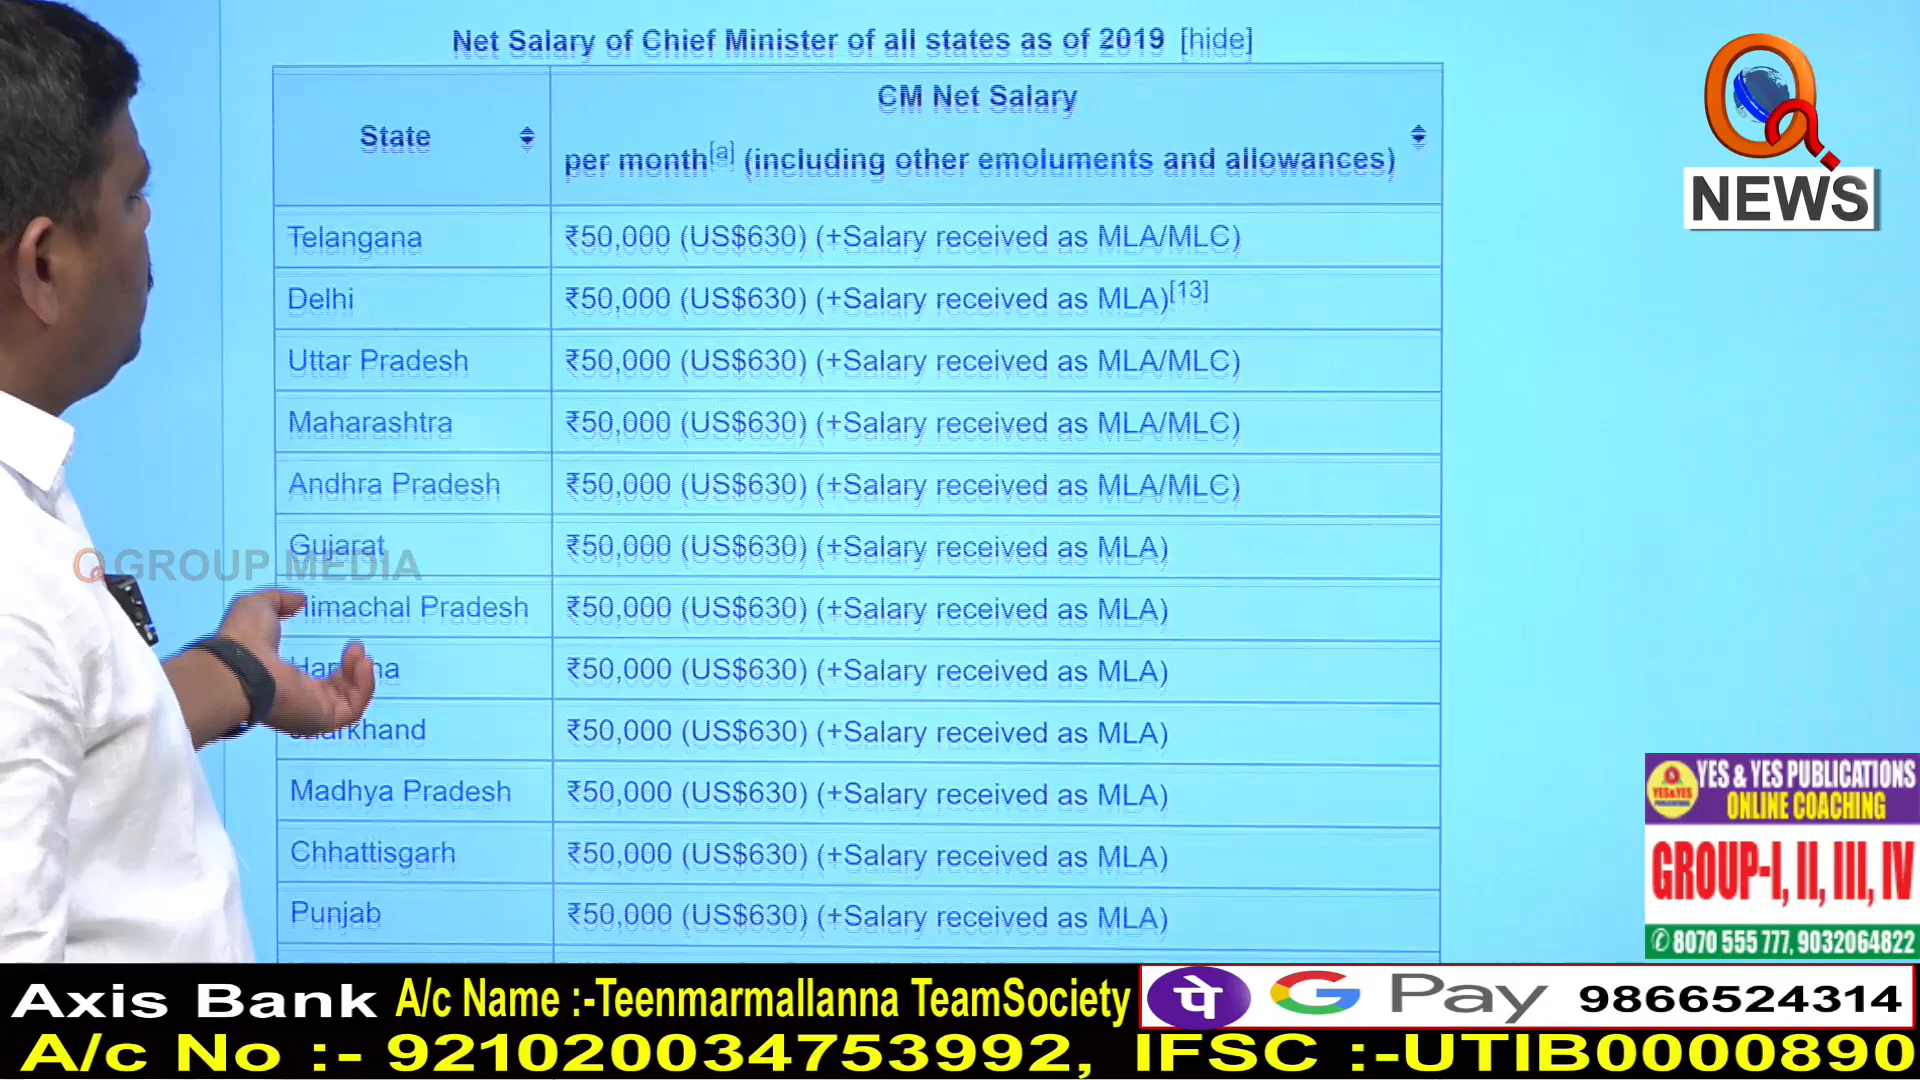 Net Salary of Chief Minister of all states as of 2019 [hide]
State
CM Net Salary
per month[a] (including other emoluments and allowances)
Telangana ₹50,000 (US$630) (+Salary received as MLA/MLC)
Delhi ₹50,000 (US$630) (+Salary received as MLA)[13]
Uttar Pradesh ₹50,000 (US$630) (+Salary received as MLA/MLC)
Maharashtra ₹50,000 (US$630) (+Salary received as MLA/MLC)
Andhra Pradesh ₹50,000 (US$630) (+Salary received as MLA/MLC)
Gujarat ₹50,000 (US$630) (+Salary received as MLA)
Himachal Pradesh ₹50,000 (US$630) (+Salary received as MLA)
₹50,000 (US$630) (+Salary received as MLA)
₹50,000 (US$630) (+Salary received as MLA)
Madhya Pradesh ₹50,000 (US$630) (+Salary received as MLA)
Chhattisgarh ₹50,000 (US$630) (+Salary received as MLA)
Punjab ₹50,000 (US$630) (+Salary received as MLA)
Q GROUP MEDIA
Q
NEWS
YES & YES PUBLICATIONS
ONLINE COACHING
YES&YES
GROUP-I, II, III, IV
8070 555 777, 9032064822
Axis Bank A/c Name :-Teenmarmallanna TeamSociety
पे G Pay 9866524314
A/c No :- 921020034753992, IFSC :-UTIB0000890